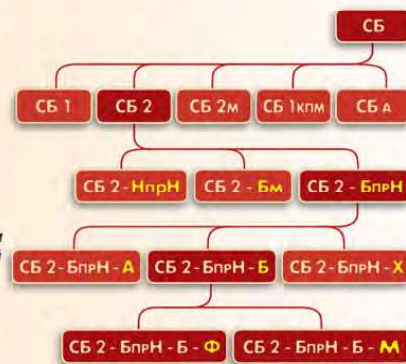 СБ
СБ 1 СБ 2 СБ 2м СБ 1кпм СБ д
СБ 2 - НпрН СБ 2 - Бм СБ 2 - БпрН
СБ 2 - БпрН - А СБ 2 - БпрН - Б СБ 2 - БпрН - Х
СБ 2 - БпрН - Б - Ф СБ 2 - БпрН - Б - М